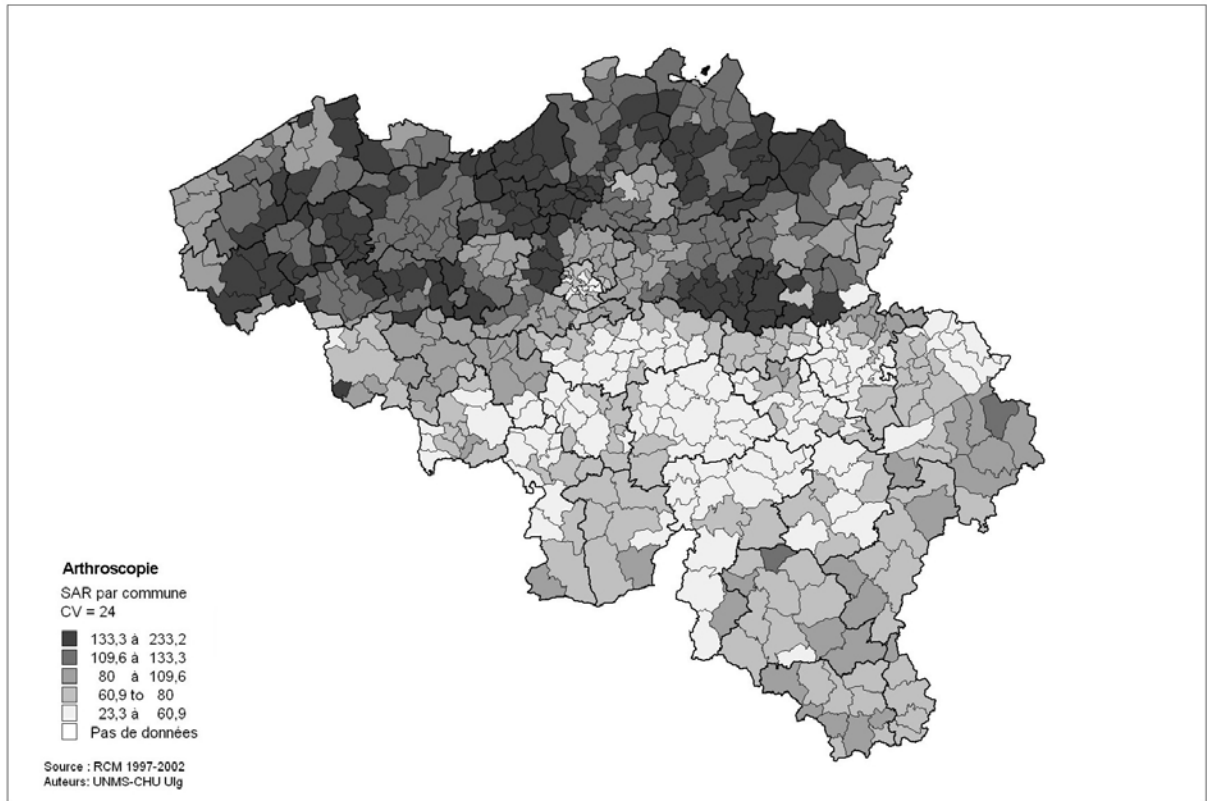 Arthroscopie
SAR par commune
CV = 24
133,3 à 233,2
109,6 à 133,3
80 à 109,6
60,9 to 80
23,3 à 60,9
Pas de données
Source : RCM 1997-2002
Auteurs: UNMS-CHU Ulg